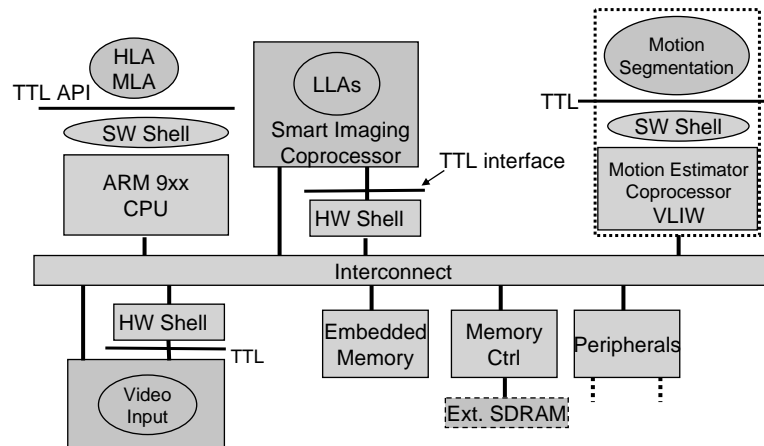 HLA
MLA
TTL API
SW Shell
ARM 9xx
CPU
LLAs
Smart Imaging
Coprocessor
TTL interface
HW Shell
Motion
Segmentation
TTL
SW Shell
Motion Estimator
Coprocessor
VLIW
Interconnect
HW Shell
TTL
Video
Input
Embedded
Memory
Memory
Ctrl
Ext. SDRAM
Peripherals